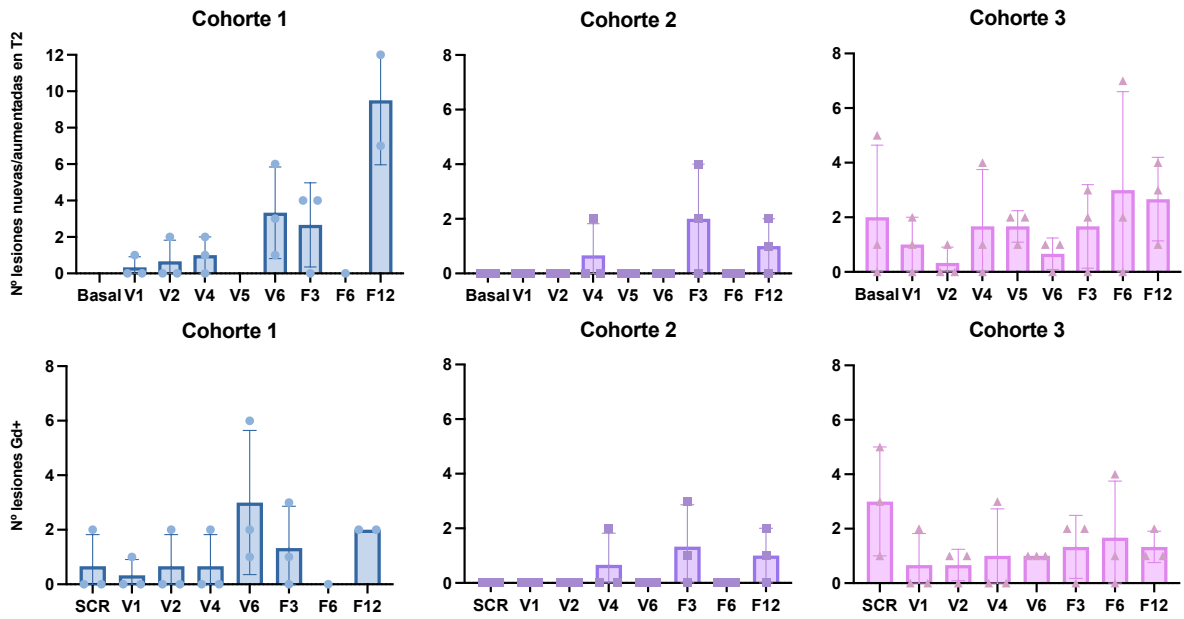 Cohorte 1
Cohorte 2
Cohorte 3
Nº lesiones nuevas/aumentadas en T2
12
10
8
6
4
2
0
Basal V1 V2 V4 V5 V6 F3 F6 F12
8
6
4
2
0
Basal V1 V2 V4 V5 V6 F3 F6 F12
8
6
4
2
0
Basal V1 V2 V4 V5 V6 F3 F6 F12
Cohorte 1
Cohorte 2
Cohorte 3
Nº lesiones Gd+
8
6
4
2
0
SCR V1 V2 V4 V6 F3 F6 F12
8
6
4
2
0
SCR V1 V2 V4 V6 F3 F6 F12
8
6
4
2
0
SCR V1 V2 V4 V6 F3 F6 F12